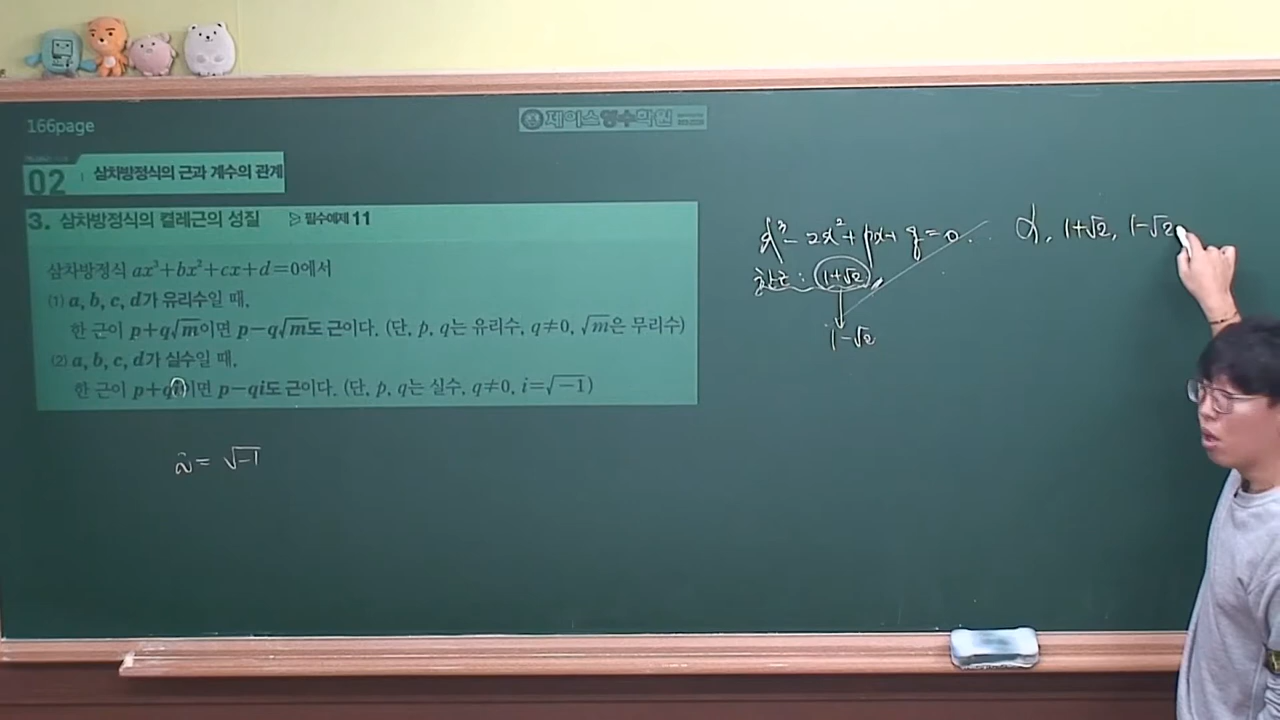 166page
제이스영수학원
02 삼차방정식의 근과 계수의 관계
3. 삼차방정식의 켤레근의 성질 ▷ 필수예제 11
삼차방정식 ax³+bx²+cx+d=0에서
(1) a, b, c, d가 유리수일 때,
한 근이 p+q√m이면 p−q√m도 근이다. (단, p, q는 유리수, q≠0, √m은 무리수)
(2) a, b, c, d가 실수일 때,
한 근이 p+qi이면 p−qi도 근이다. (단, p, q는 실수, q≠0, i=√−1)
i = √−1
x³ − 2x² + px + q = 0
한근 : 1+√2
1−√2
α, 1+√2, 1−√2